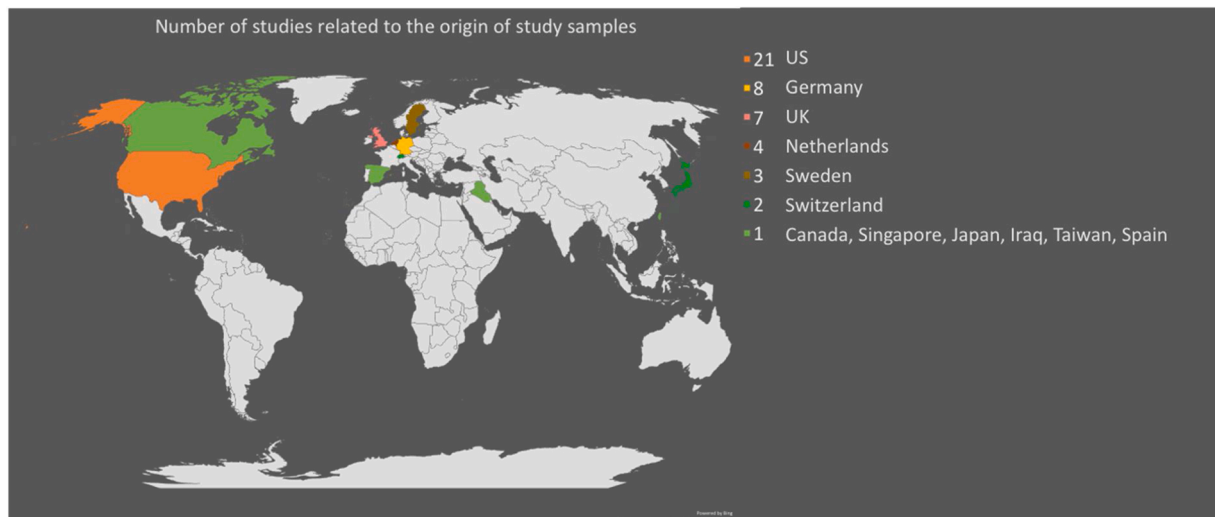 Number of studies related to the origin of study samples
21 US
8 Germany
7 UK
4 Netherlands
3 Sweden
2 Switzerland
1 Canada, Singapore, Japan, Iraq, Taiwan, Spain
Powered by Bing